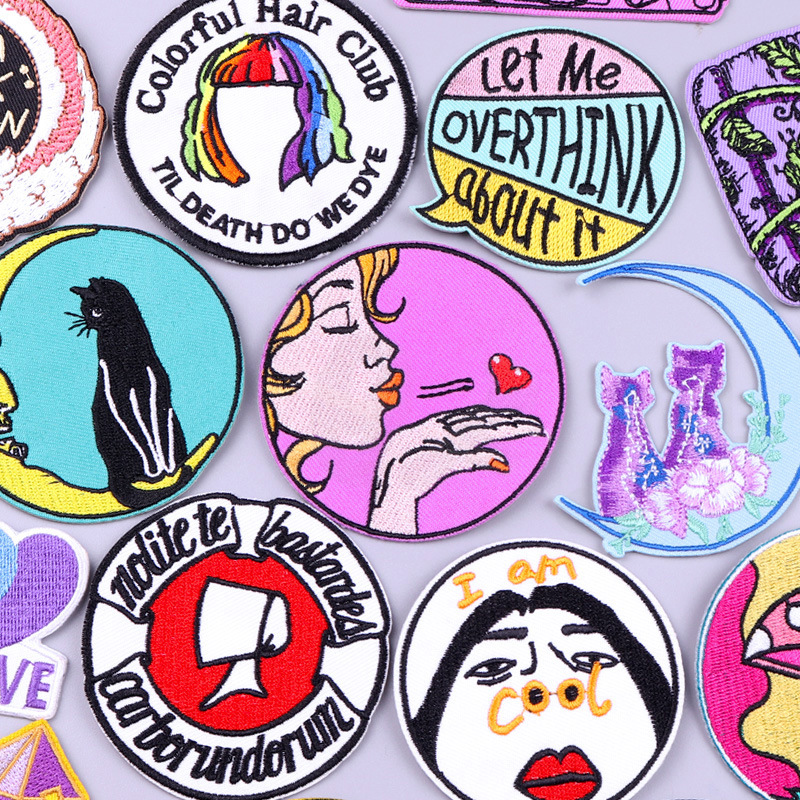 Colorful Hair Club
TIL DEATH DO WE DYE
Let Me
OVERTHINK
about it
nolite te
bastardes
carborundorum
I am
cool
VE